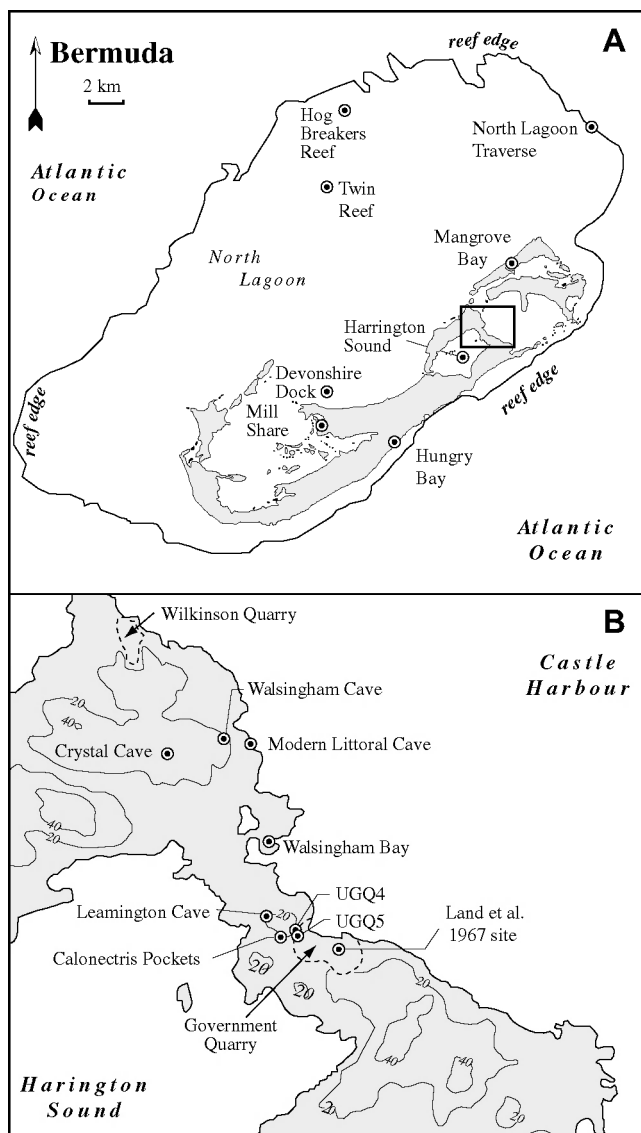 Bermuda
2 km
reef edge
A
Hog
Breakers
Reef
North Lagoon
Traverse
Atlantic
Ocean
Twin
Reef
Mangrove
Bay
North
Lagoon
Harrington
Sound
Devonshire
Dock
Mill
Share
reef edge
reef edge
Hungry
Bay
Atlantic
Ocean
B
Wilkinson Quarry
Castle
Harbour
20
Walsingham Cave
40
Crystal Cave
Modern Littoral Cave
40
20
Walsingham Bay
UGQ4
Leamington Cave
20
UGQ5
Land et al.
1967 site
Calonectris Pockets
20
20
20
Government
Quarry
40
40
Harington
Sound
20
20